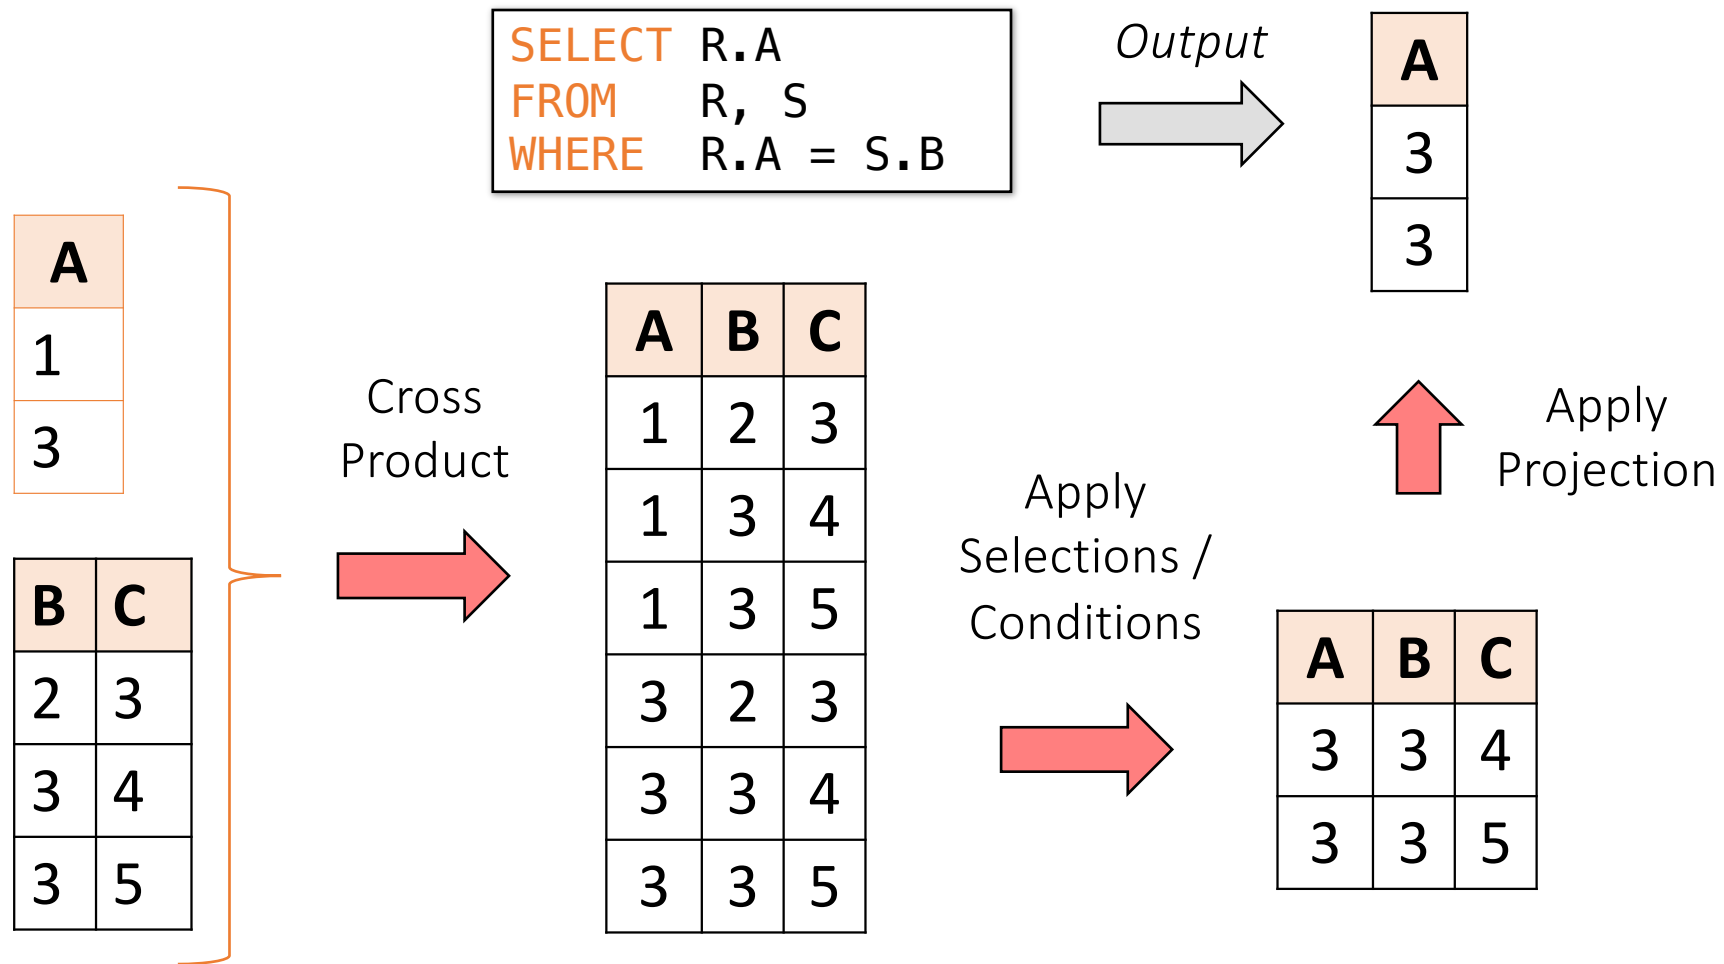 SELECT R.A
FROM R, S
WHERE R.A = S.B
Output
A
3
3
A
1
3
B C
2 3
3 4
3 5
Cross
Product
A B C
1 2 3
1 3 4
1 3 5
3 2 3
3 3 4
3 3 5
Apply
Selections /
Conditions
A B C
3 3 4
3 3 5
Apply
Projection